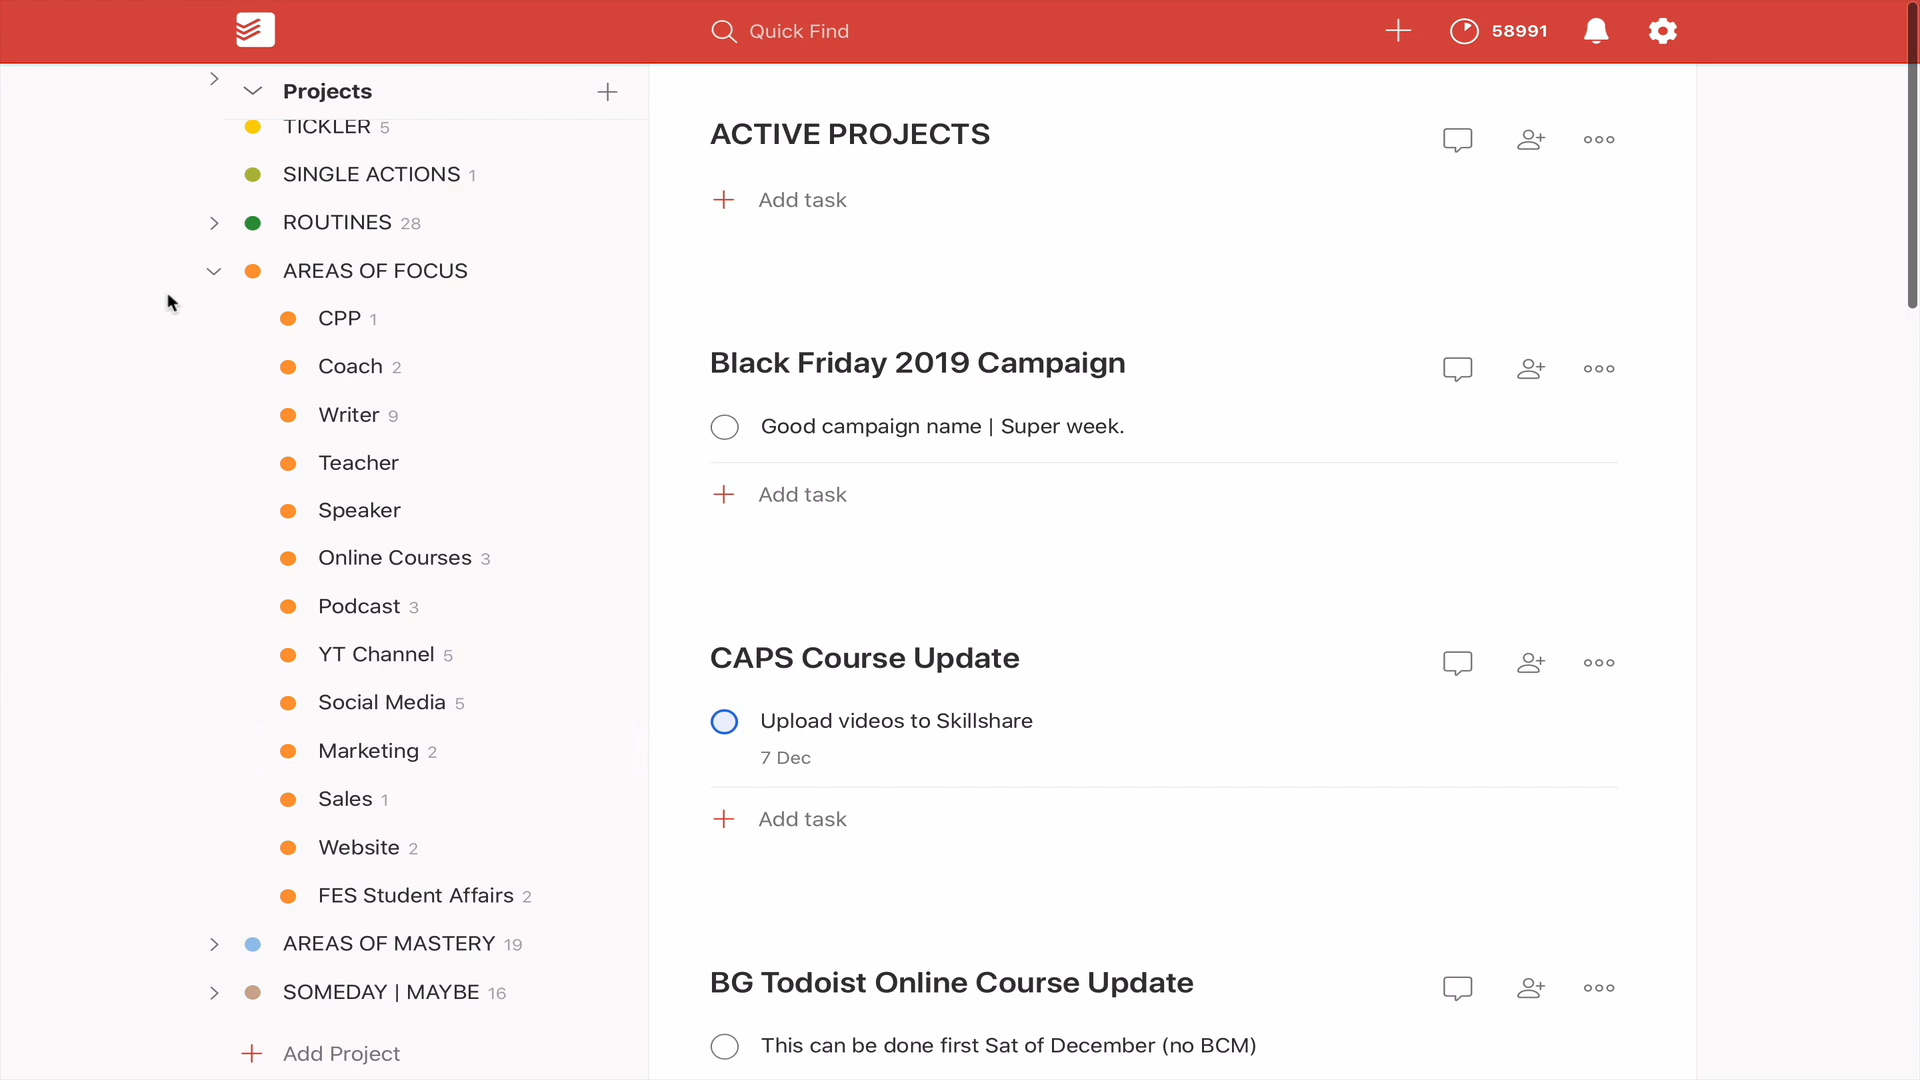 Quick Find
58991
Projects
TICKLER 5
SINGLE ACTIONS 1
ROUTINES 28
AREAS OF FOCUS
CPP 1
Coach 2
Writer 9
Teacher
Speaker
Online Courses 3
Podcast 3
YT Channel 5
Social Media 5
Marketing 2
Sales 1
Website 2
FES Student Affairs 2
AREAS OF MASTERY 19
SOMEDAY | MAYBE 16
Add Project
ACTIVE PROJECTS
Add task
Black Friday 2019 Campaign
Good campaign name | Super week.
Add task
CAPS Course Update
Upload videos to Skillshare
7 Dec
Add task
BG Todoist Online Course Update
This can be done first Sat of December (no BCM)